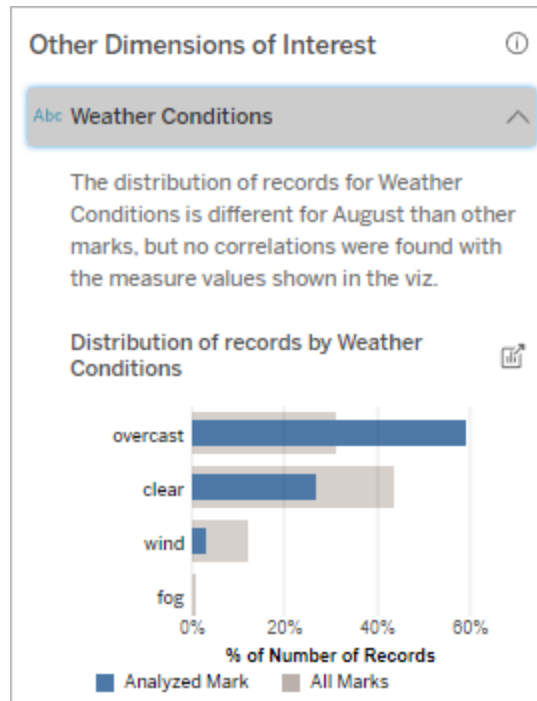 Other Dimensions of Interest
Abc Weather Conditions
The distribution of records for Weather
Conditions is different for August than other
marks, but no correlations were found with
the measure values shown in the viz.
Distribution of records by Weather
Conditions
overcast
clear
wind
fog
0% 20% 40% 60%
% of Number of Records
Analyzed Mark All Marks